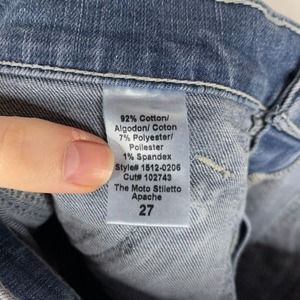 92% Cotton/
Algodon/ Coton
7% Polyester/
Poliester
1% Spandex
Style# 1512-0206
Cut# 102743
The Moto Stiletto
Apache
27